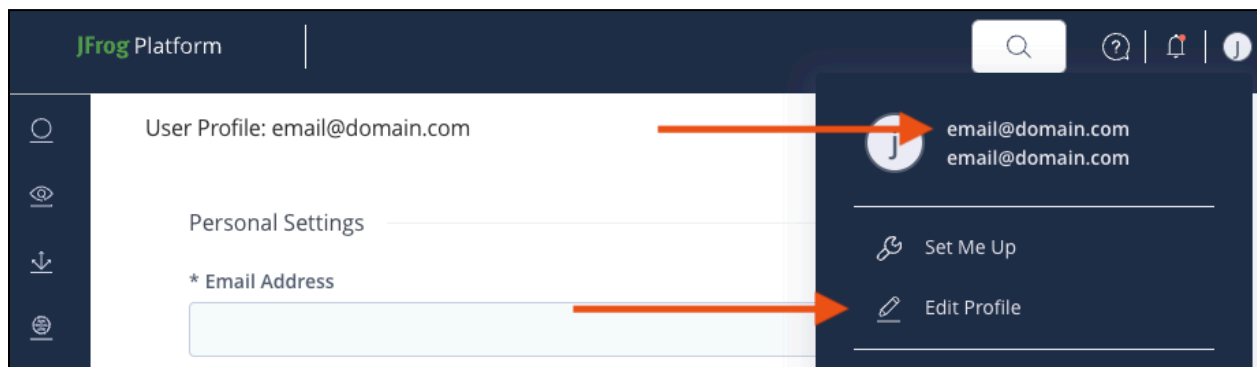 JFrog Platform
J
User Profile: email@domain.com
j
email@domain.com
email@domain.com
Personal Settings
Set Me Up
* Email Address
Edit Profile